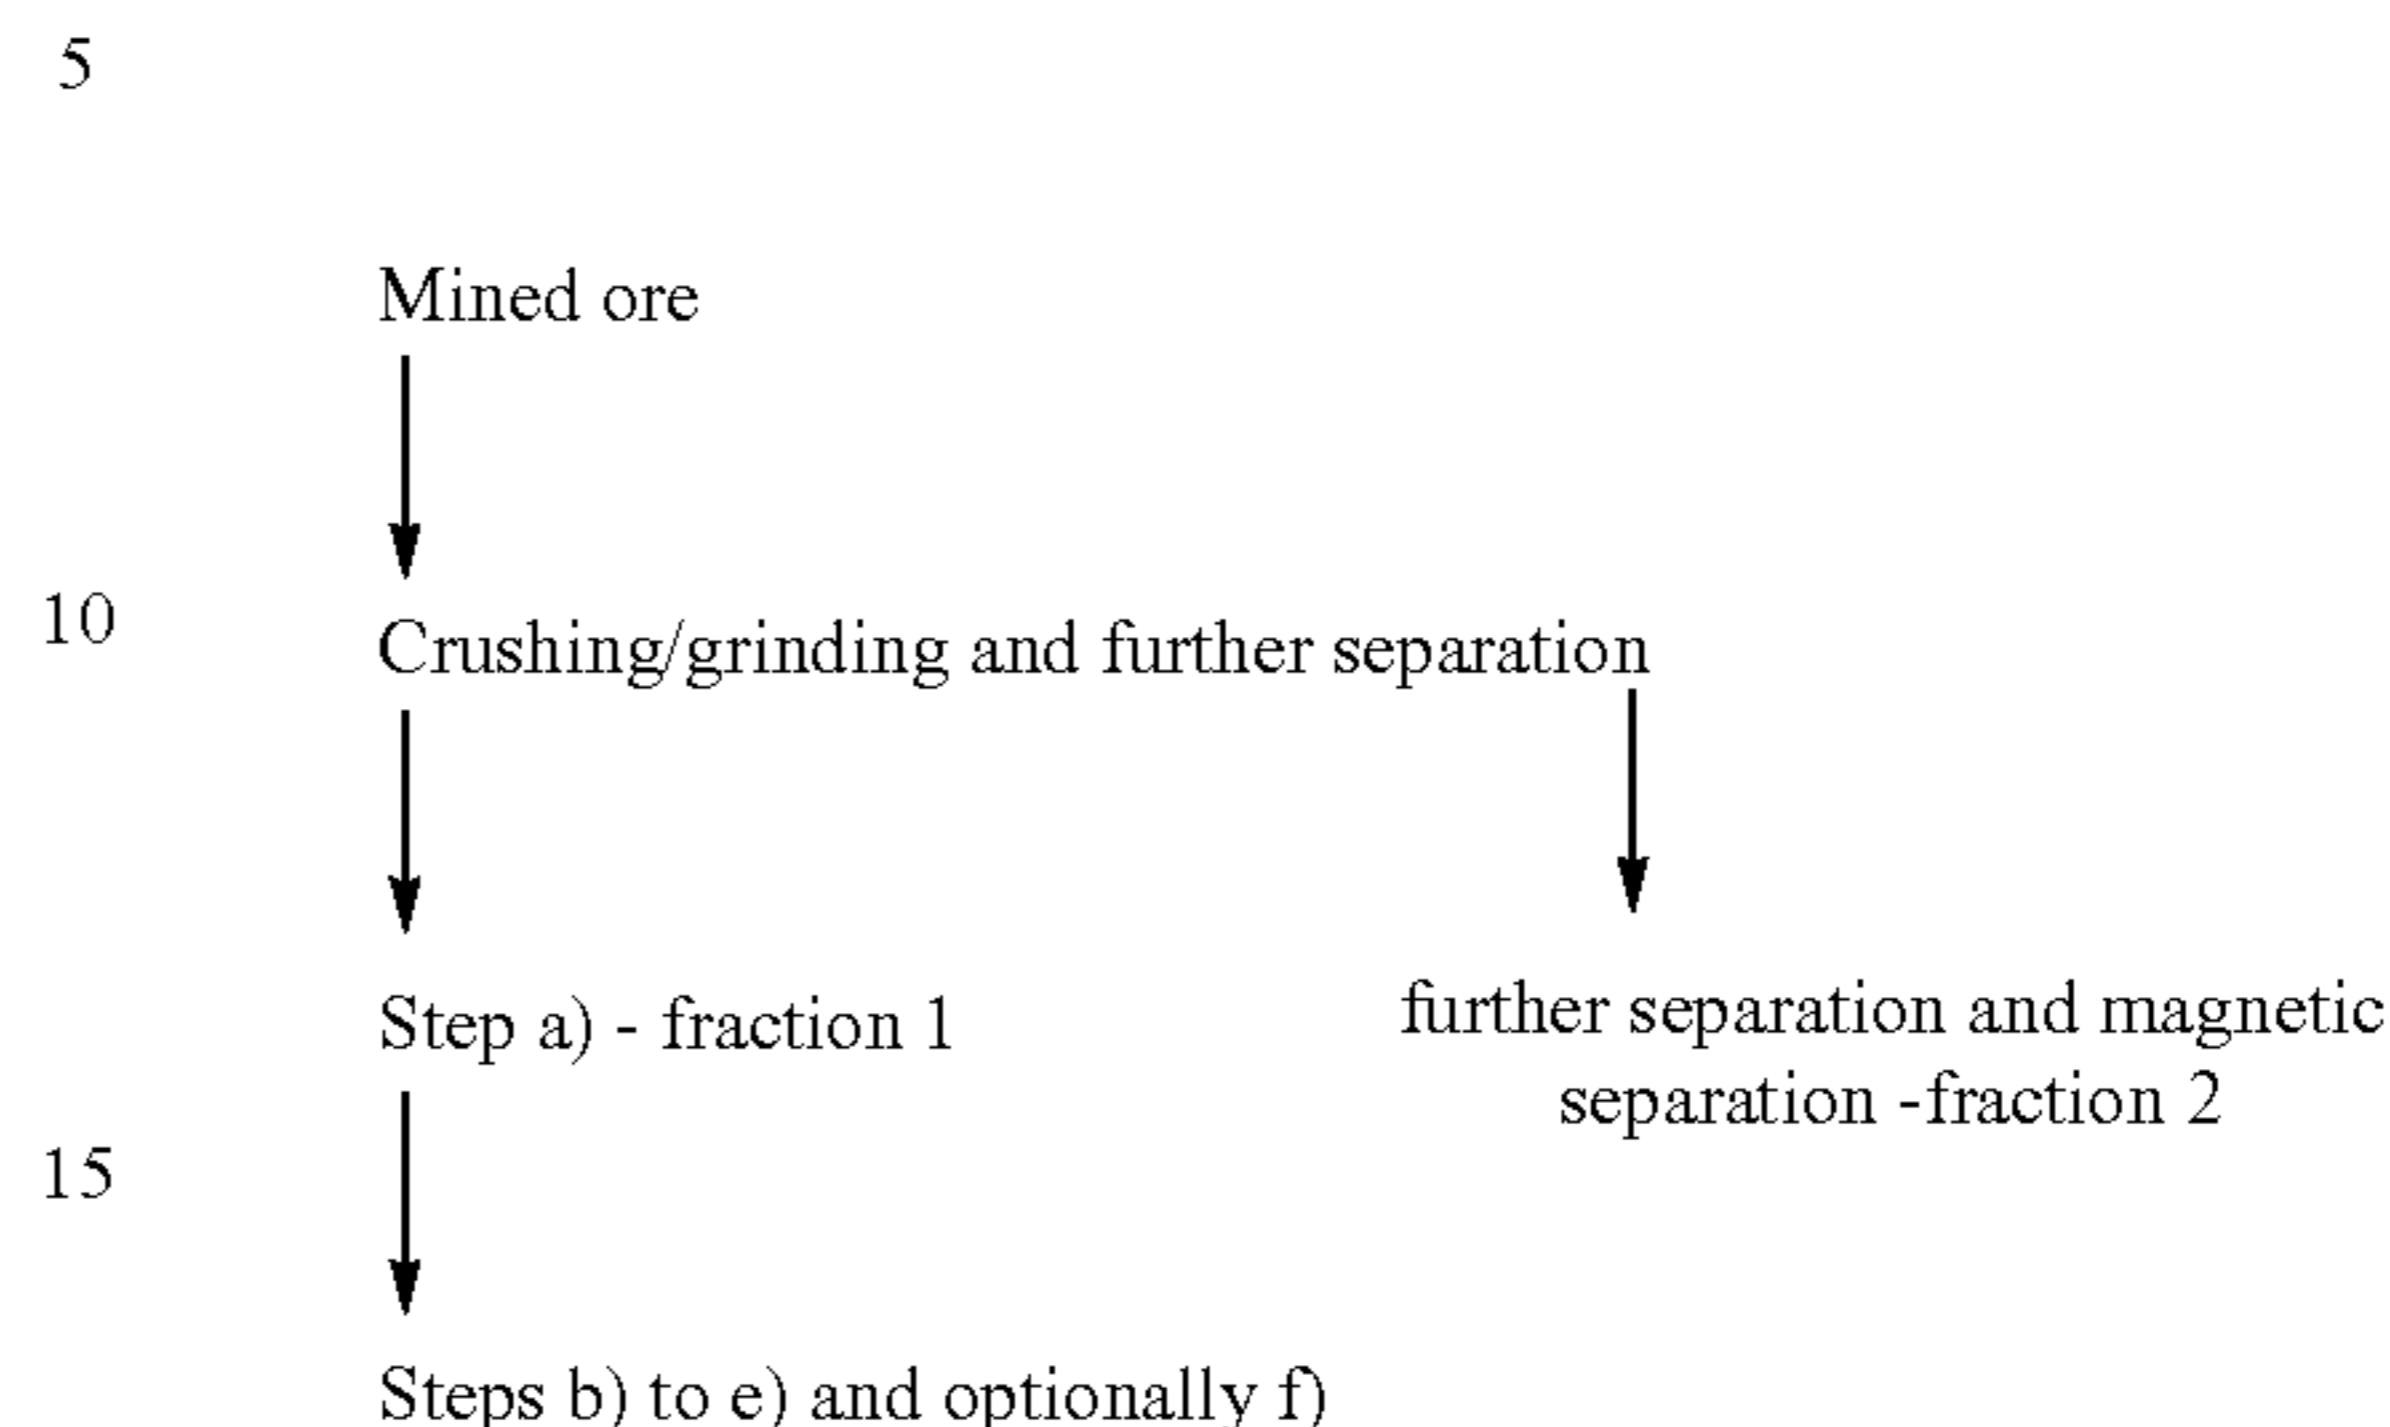 5
Mined ore
10
Crushing/grinding and further separation
Step a) - fraction 1
further separation and magnetic
separation -fraction 2
15
Steps b) to e) and optionally f)